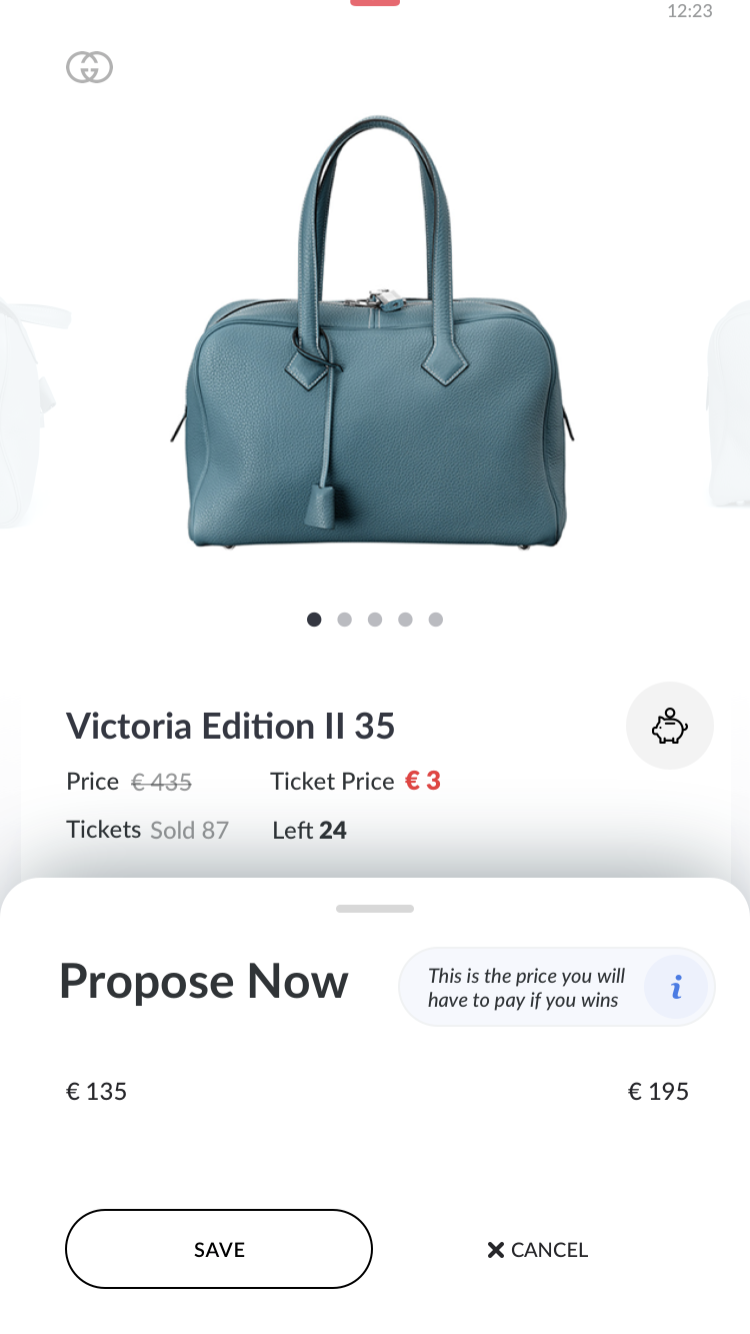 12:23
Victoria Edition II 35
Price € 435 Ticket Price € 3
Tickets Sold 87 Left 24
Propose Now
This is the price you will
have to pay if you wins
i
€ 135 € 195
SAVE CANCEL